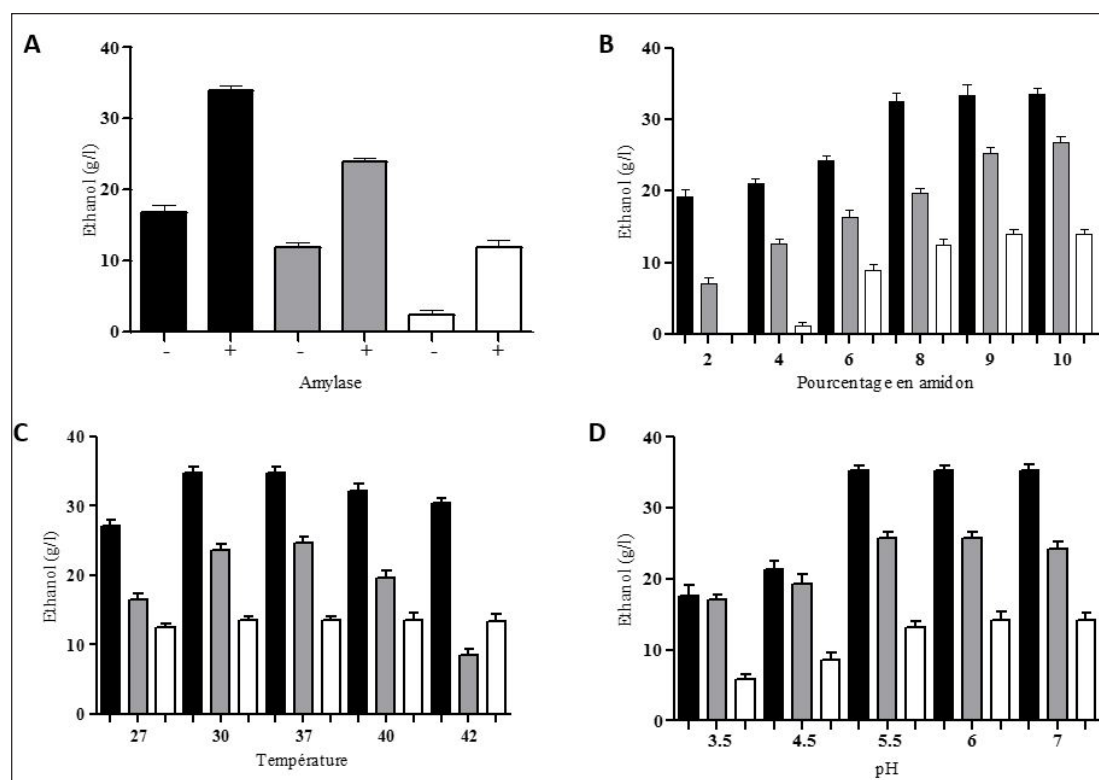 A
Ethanol (g/l)
40
30
20
10
0
- + - + - +
Amylase
B
Ethanol (g/l)
40
30
20
10
0
2 4 6 8 9 10
Pourcentage en amidon
C
Ethanol (g/l)
40
30
20
10
0
27 30 37 40 42
Température
D
Ethanol (g/l)
40
30
20
10
0
3.5 4.5 5.5 6 7
pH